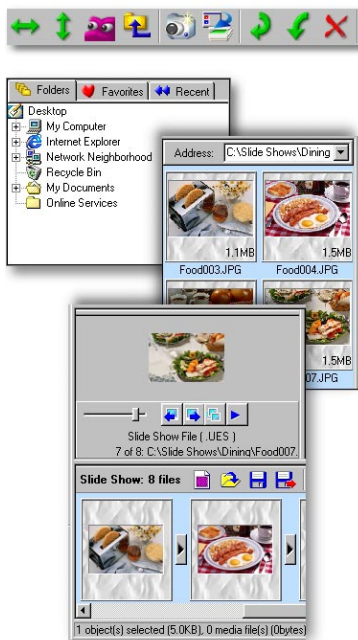 Folders
Favorites
Recent
Desktop
My Computer
Internet Explorer
Network Neighborhood
Recycle Bin
My Documents
Online Services
Address: C:\Slide Shows\Dining
1.1MB
1.5MB
Food003.JPG
Food004.JPG
1.5MB
07.JPG
Slide Show File ( .UES )
7 of 8: C:\Slide Shows\Dining\Food007.
Slide Show: 8 files
1 object(s) selected (5.0KB), 0 media file(s) (0bytes)